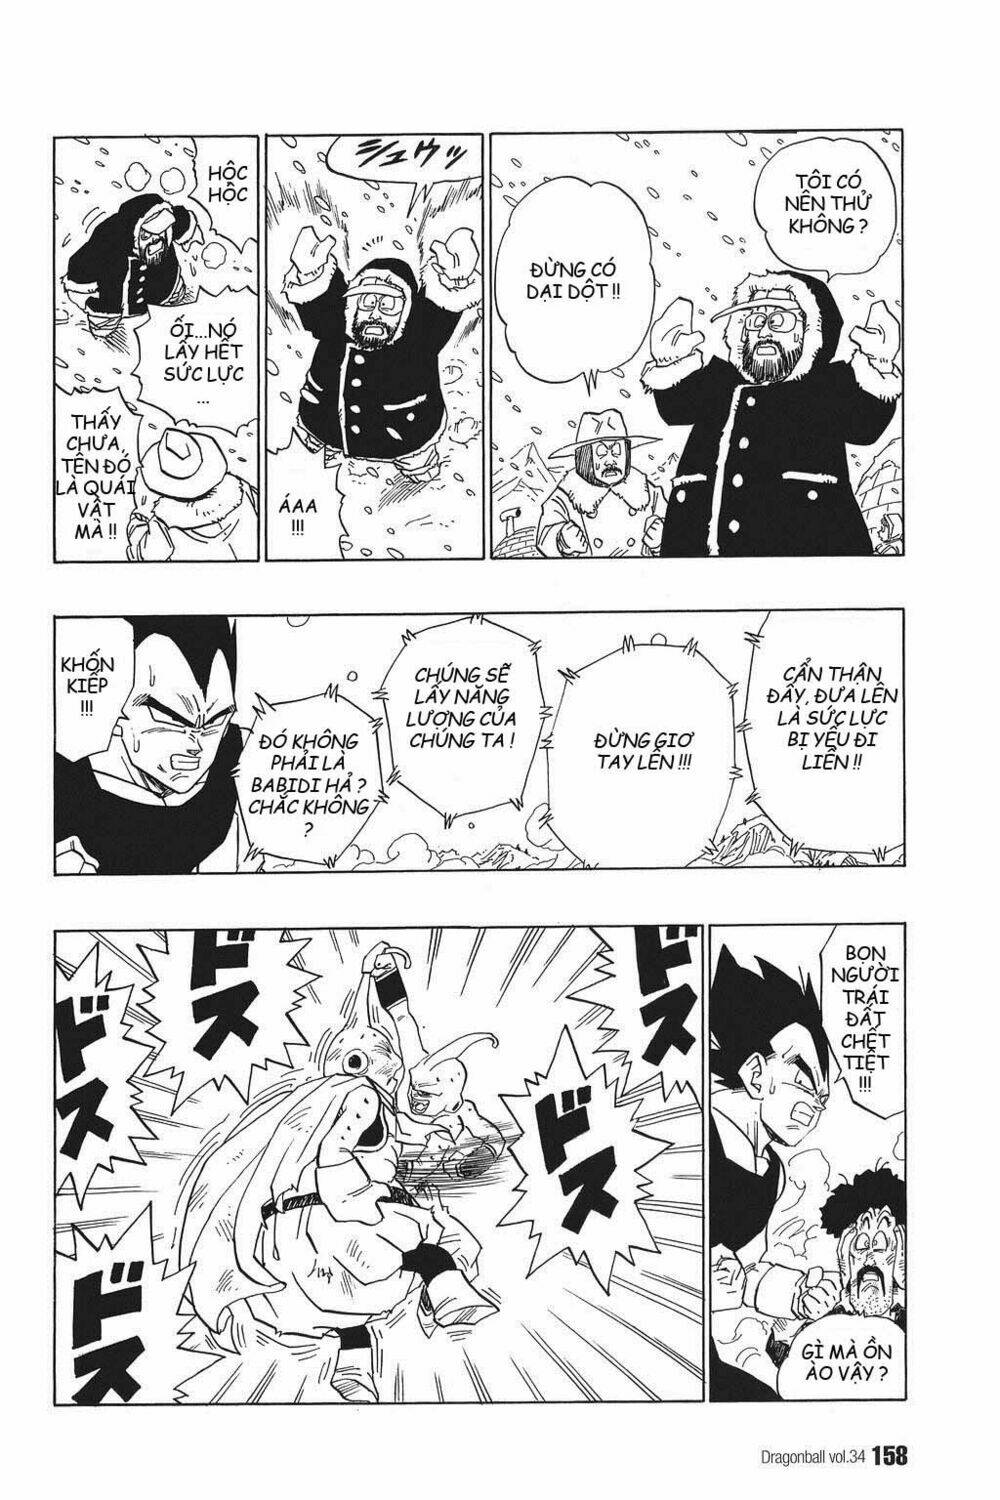 TÔI CÓ
NÊN THỬ
KHÔNG ?
ĐỪNG CÓ
DẠI DỘT !!
シュウッ
ÁAA
!!!
HỘC
HỘC
ỐI...NÓ
LẤY HẾT
SỨC LỰC
...
THẤY
CHƯA,
TÊN ĐÓ
LÀ QUÁI
VẬT
MÀ !!
CẨN THẬN
ĐẤY, ĐƯA LÊN
LÀ SỨC LỰC
BỊ YẾU ĐI
LIỀN !!
ĐỪNG GIƠ
TAY LÊN !!!
CHÚNG SẼ
LẤY NĂNG
LƯỢNG CỦA
CHÚNG TA !
ĐÓ KHÔNG
PHẢI LÀ
BABIDI HẢ ?
CHẮC KHÔNG
?
KHỐN
KIẾP
!!!
BON
NGƯỜI
TRÁI
ĐẤT
CHẾT
TIỆT
!!!
GÌ MÀ ỒN
ÀO VẬY ?
ドス
ドス
ドス
ドス
ドス
Dragonball vol.34 158